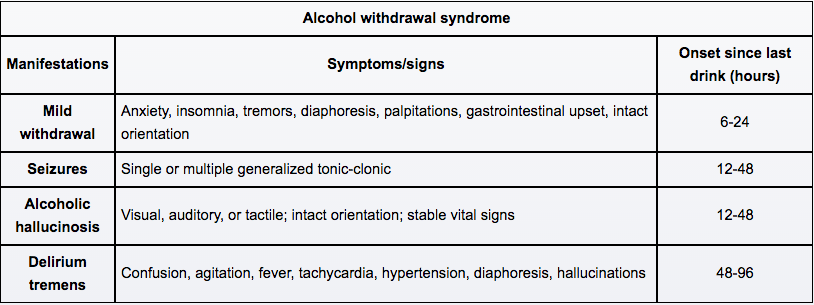 Alcohol withdrawal syndrome
Manifestations
Symptoms/signs
Onset since last
drink (hours)
Mild
withdrawal
Anxiety, insomnia, tremors, diaphoresis, palpitations, gastrointestinal upset, intact
orientation
6-24
Seizures
Single or multiple generalized tonic-clonic
12-48
Alcoholic
hallucinosis
Visual, auditory, or tactile; intact orientation; stable vital signs
12-48
Delirium
tremens
Confusion, agitation, fever, tachycardia, hypertension, diaphoresis, hallucinations
48-96